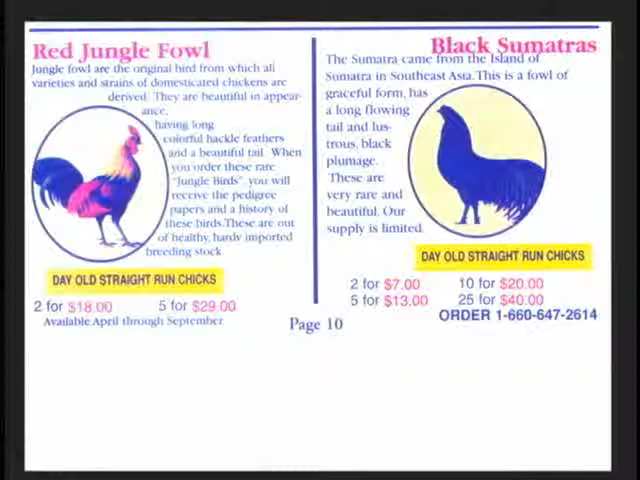 Red Jungle Fowl
Jungle fowl are the original bird from which all
varieties and strains of domesticated chickens are
derived. They are beautiful in appear-
ance,
having long
colorful hackle feathers
and a beautiful tail. When
you order these rare
"Jungle Birds", you will
receive the pedigree
papers and a history of
these birds.These are out
of healthy, hardy imported
breeding stock
DAY OLD STRAIGHT RUN CHICKS
2 for $18.00 5 for $29.00
Available April through September
Black Sumatras
The Sumatra came from the Island of
Sumatra in Southeast Asia.This is a fowl of
graceful form, has
a long flowing
tail and lus-
trous, black
plumage.
These are
very rare and
beautiful. Our
supply is limited.
DAY OLD STRAIGHT RUN CHICKS
2 for $7.00 10 for $20.00
5 for $13.00 25 for $40.00
ORDER 1-660-647-2614
Page 10